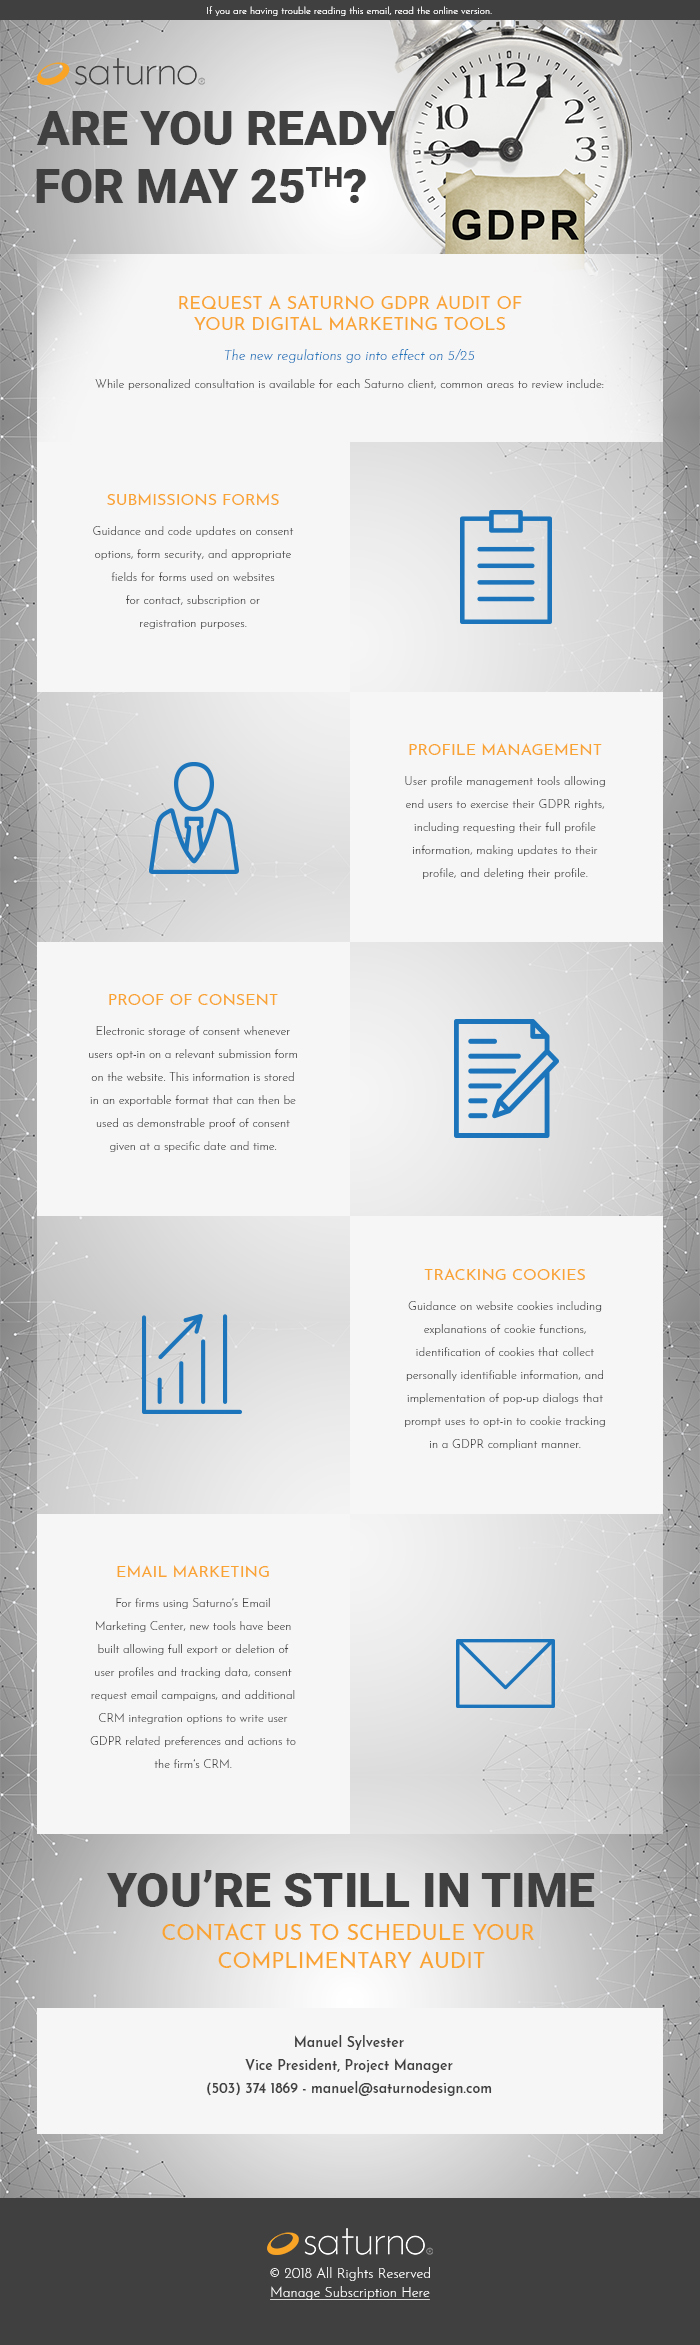 If you are having trouble reading this email, read the online version.
saturno
ARE YOU READY
FOR MAY 25TH?
11 12
10 2
9 3
GDPR
REQUEST A SATURNO GDPR AUDIT OF
YOUR DIGITAL MARKETING TOOLS
The new regulations go into effect on 5/25
While personalized consultation is available for each Saturno client, common areas to review include:
SUBMISSIONS FORMS
Guidance and code updates on consent
options, form security, and appropriate
fields for forms used on websites
for contact, subscription or
registration purposes.
PROFILE MANAGEMENT
User profile management tools allowing
end users to exercise their GDPR rights,
including requesting their full profile
information, making updates to their
profile, and deleting their profile.
PROOF OF CONSENT
Electronic storage of consent whenever
users opt-in on a relevant submission form
on the website. This information is stored
in an exportable format that can then be
used as demonstrable proof of consent
given at a specific date and time.
TRACKING COOKIES
Guidance on website cookies including
explanations of cookie functions,
identification of cookies that collect
personally identifiable information, and
implementation of pop-up dialogs that
prompt uses to opt-in to cookie tracking
in a GDPR compliant manner.
EMAIL MARKETING
For firms using Saturno's Email
Marketing Center, new tools have been
built allowing full export or deletion of
user profiles and tracking data, consent
request email campaigns, and additional
CRM integration options to write user
GDPR related preferences and actions to
the firm's CRM.
YOU'RE STILL IN TIME
CONTACT US TO SCHEDULE YOUR
COMPLIMENTARY AUDIT
Manuel Sylvester
Vice President, Project Manager
(503) 374 1869 - manuel@saturnodesign.com
saturno
© 2018 All Rights Reserved
Manage Subscription Here